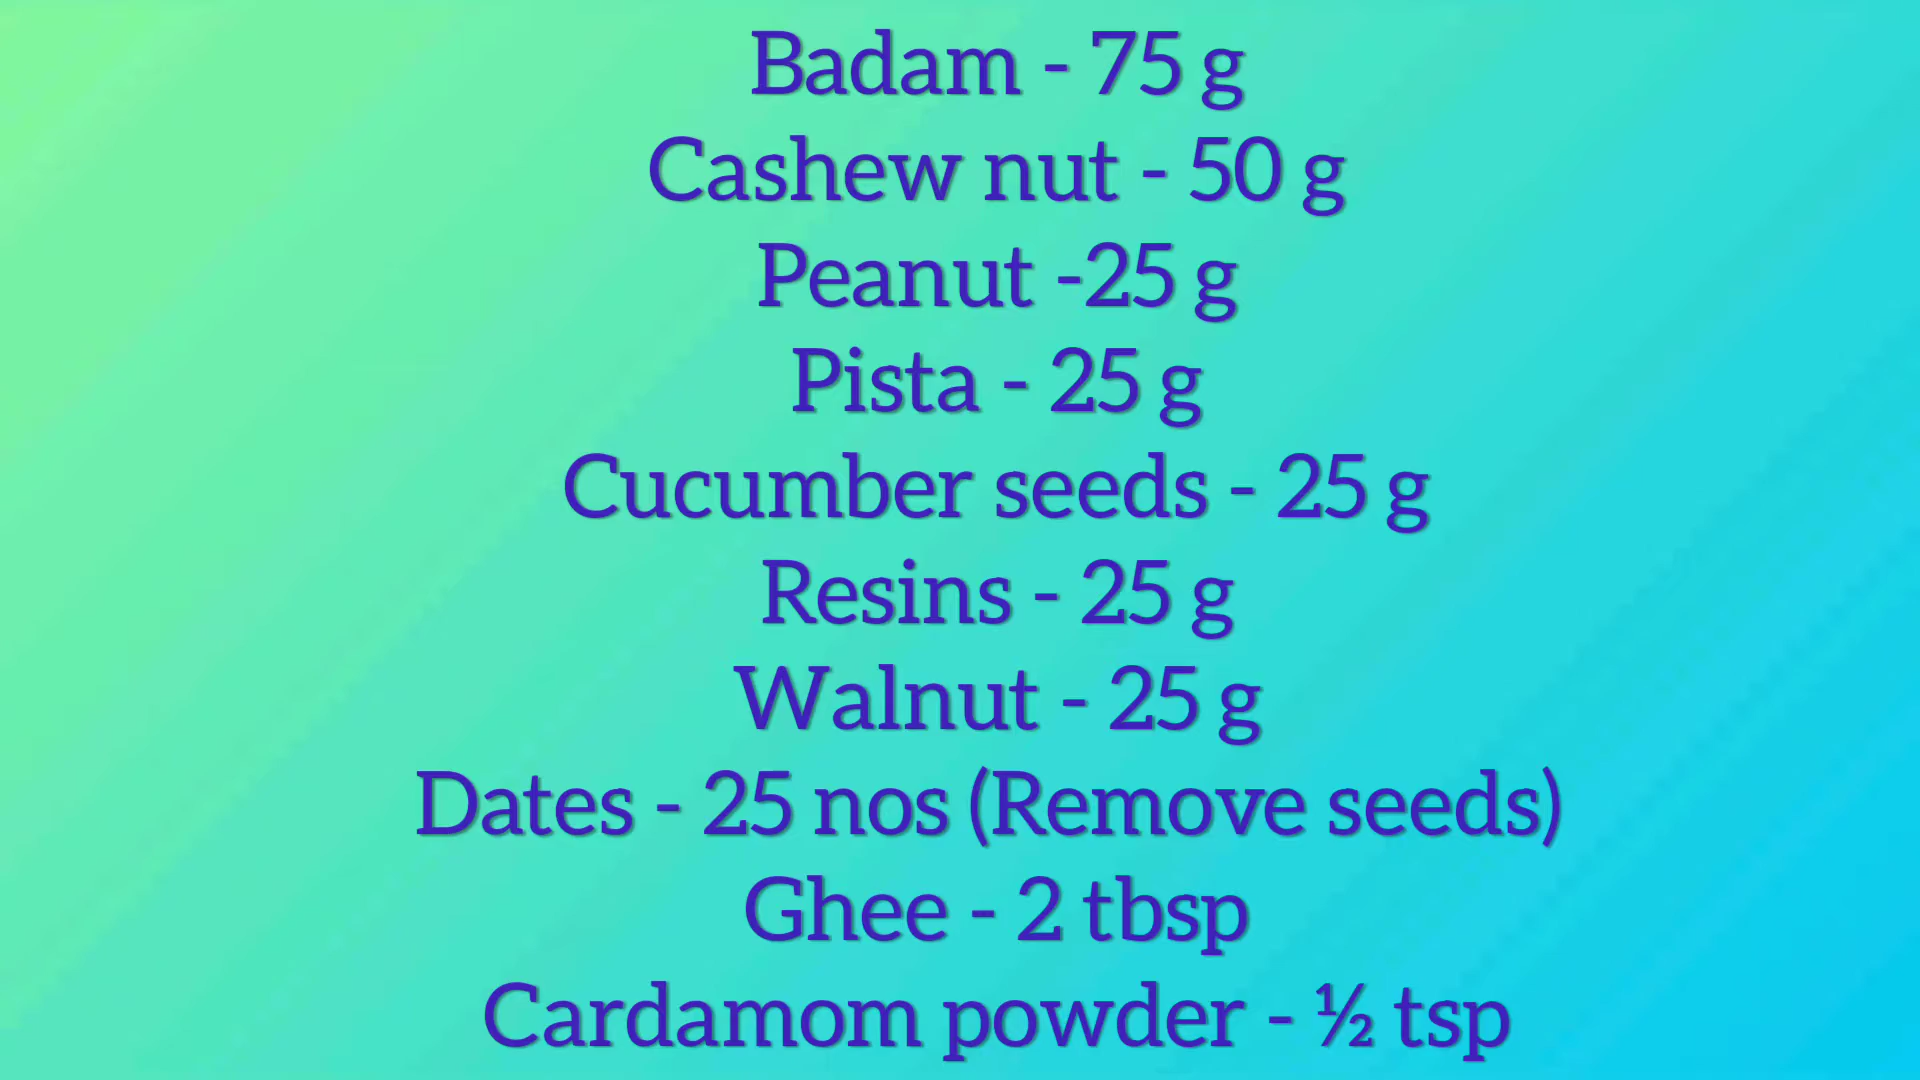 Badam - 75 g
Cashew nut - 50 g
Peanut -25 g
Pista - 25 g
Cucumber seeds - 25 g
Resins - 25 g
Walnut - 25 g
Dates - 25 nos (Remove seeds)
Ghee - 2 tbsp
Cardamom powder - ½ tsp